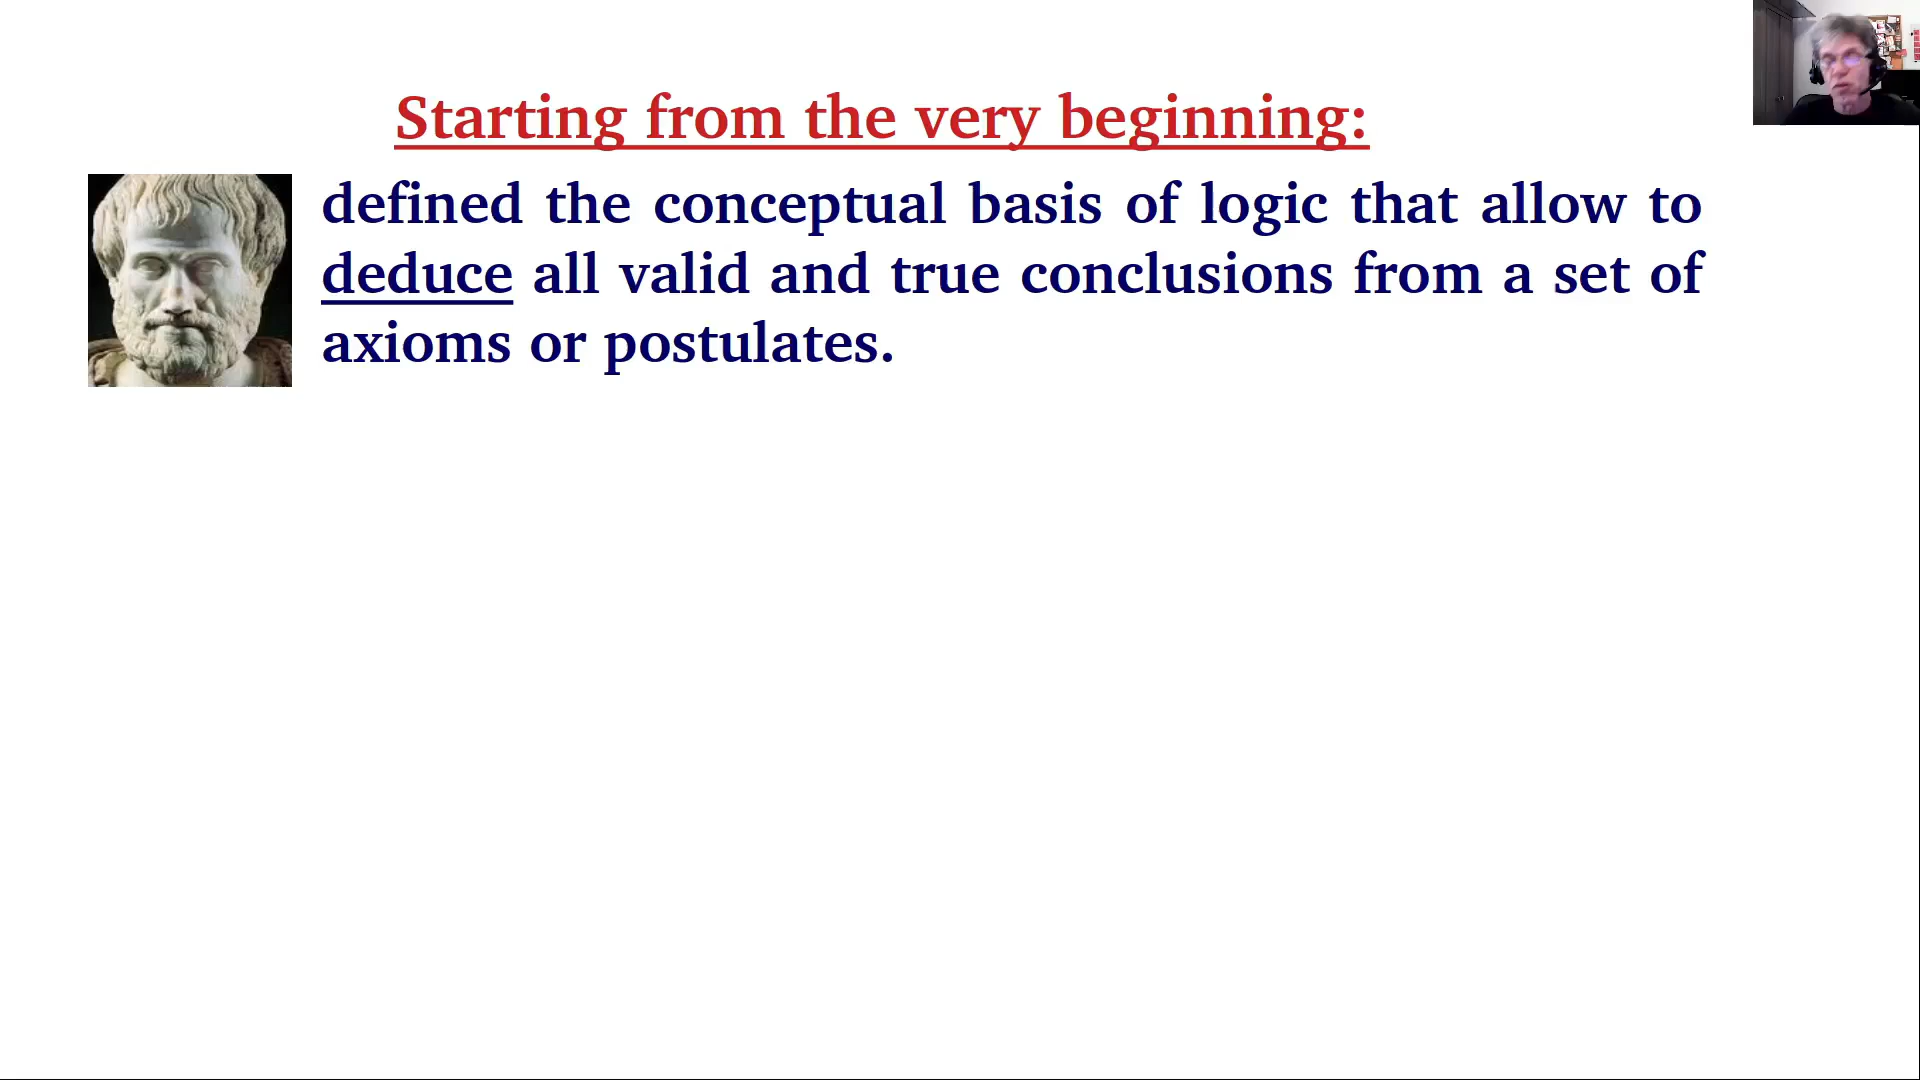 Starting from the very beginning:
defined the conceptual basis of logic that allow to
deduce all valid and true conclusions from a set of
axioms or postulates.